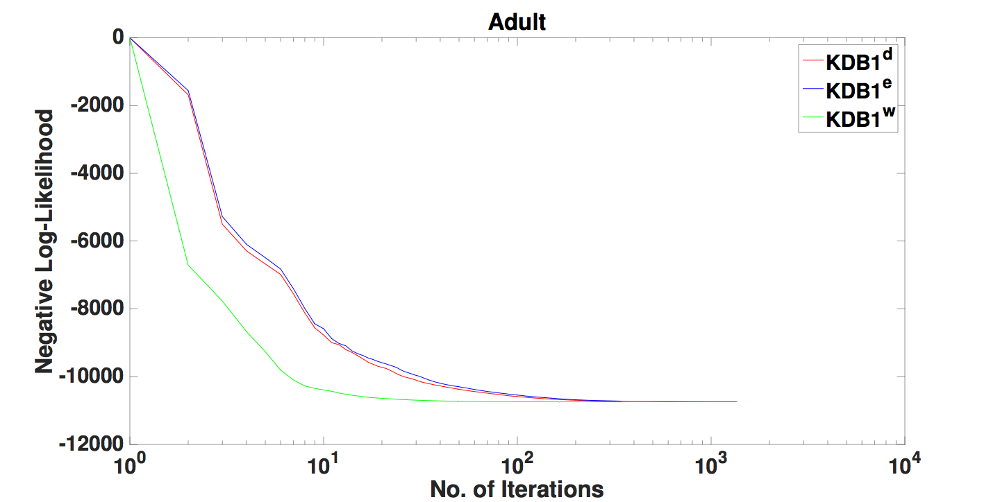 Adult
0
-2000
-4000
-6000
-8000
-10000
-12000
Negative Log-Likelihood
KDB1^d
KDB1^e
KDB1^w
10^0 10^1 10^2 10^3 10^4
No. of Iterations